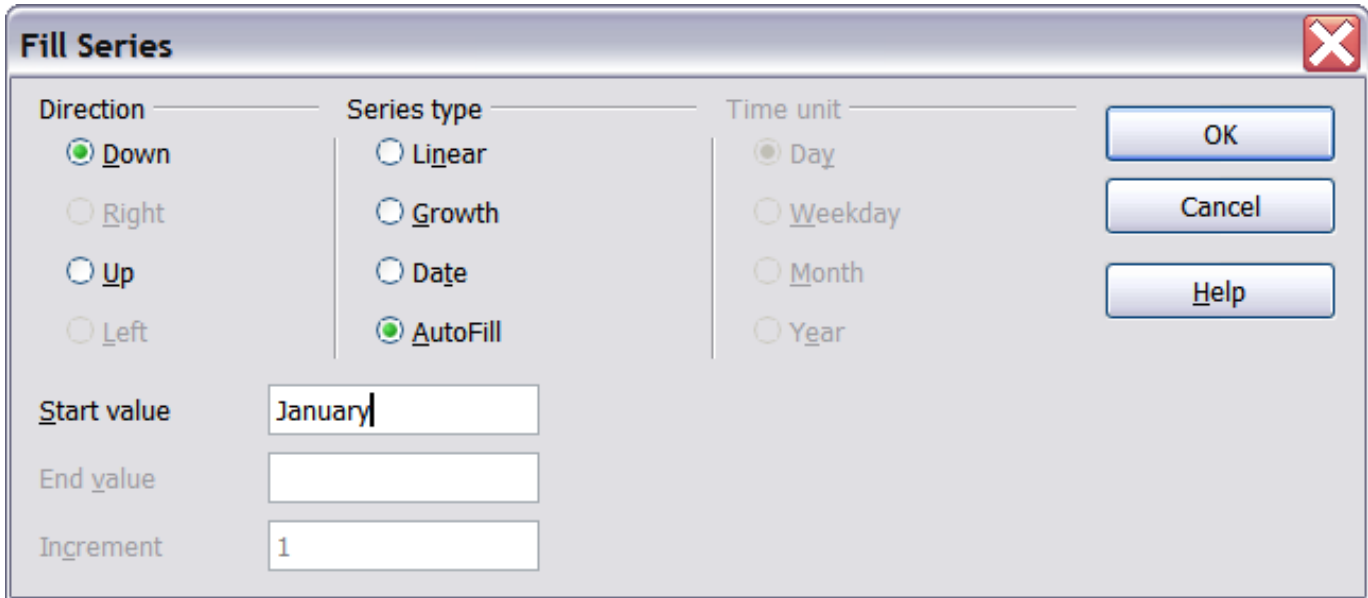 Fill Series
Direction
Down
Right
Up
Left
Series type
Linear
Growth
Date
AutoFill
Time unit
Day
Weekday
Month
Year
OK
Cancel
Help
Start value
January
End value
Increment
1